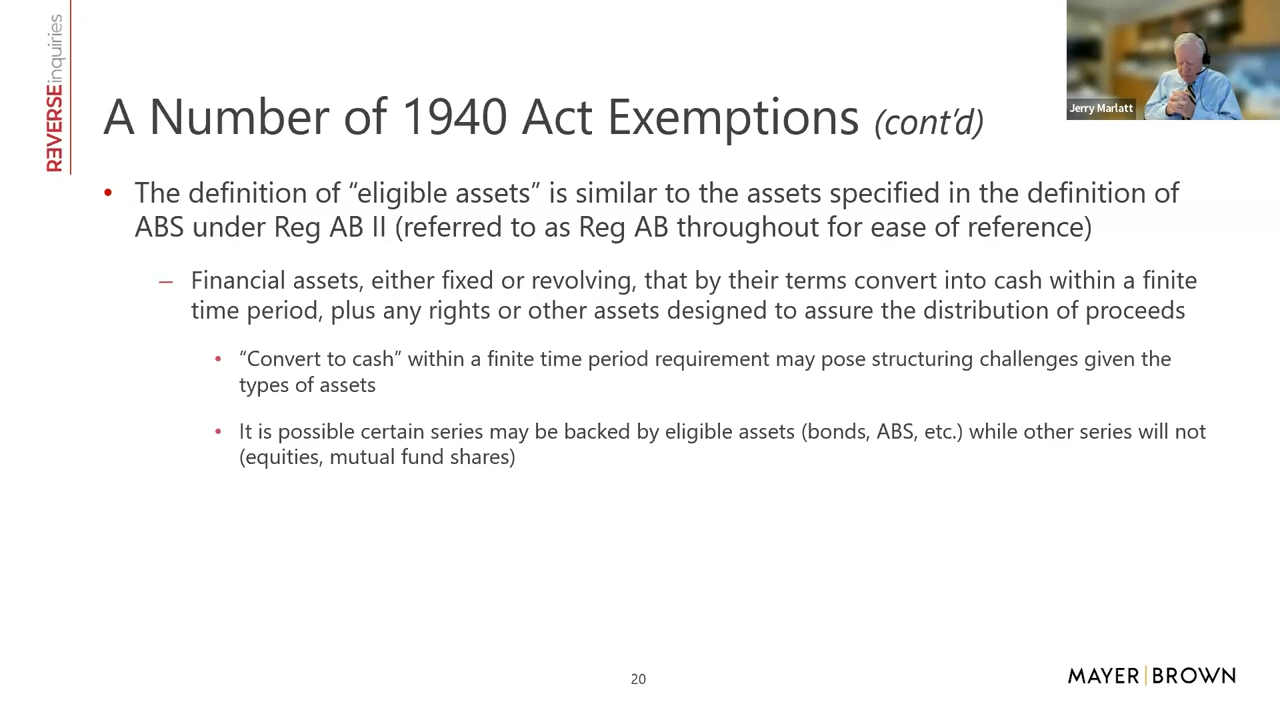 REVERSEinquiries
Jerry Marlatt
A Number of 1940 Act Exemptions (cont'd)
• The definition of “eligible assets” is similar to the assets specified in the definition of
ABS under Reg AB II (referred to as Reg AB throughout for ease of reference)
– Financial assets, either fixed or revolving, that by their terms convert into cash within a finite
time period, plus any rights or other assets designed to assure the distribution of proceeds
• “Convert to cash” within a finite time period requirement may pose structuring challenges given the
types of assets
• It is possible certain series may be backed by eligible assets (bonds, ABS, etc.) while other series will not
(equities, mutual fund shares)
20
MAYER|BROWN